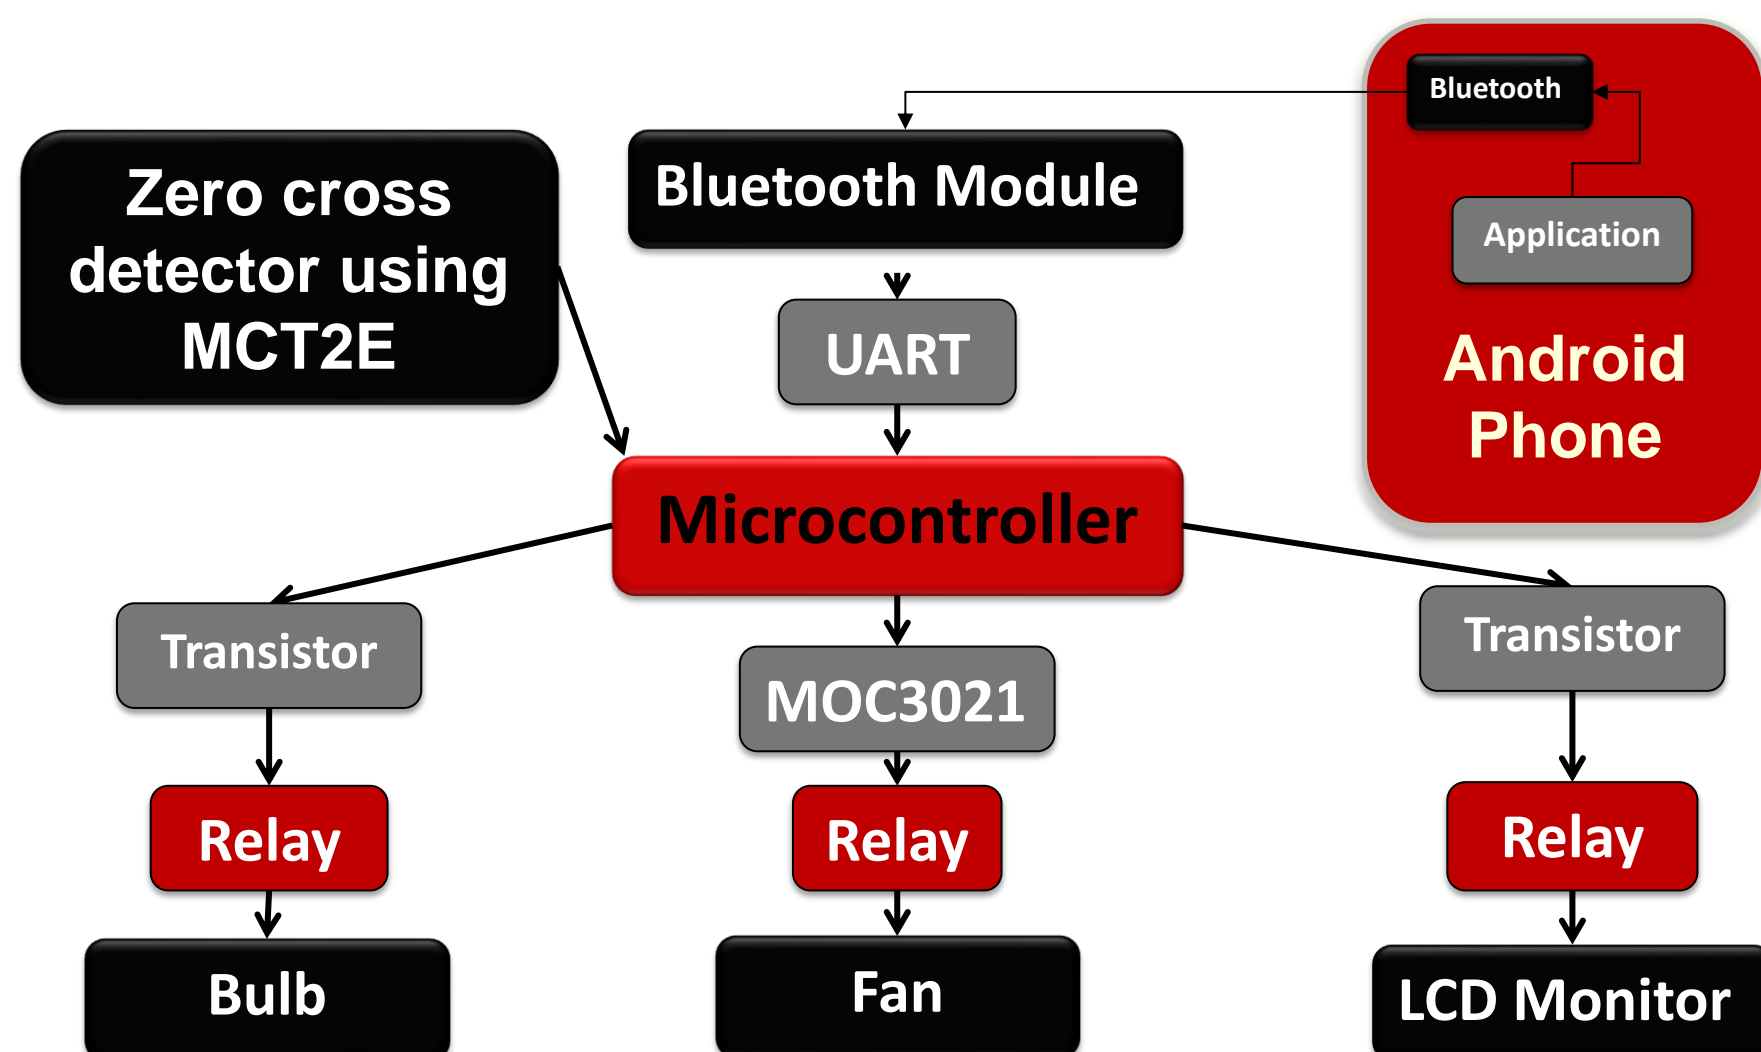 Bluetooth
Application
Android
Phone
Zero cross
detector using
MCT2E
Bluetooth Module
UART
Microcontroller
Transistor
MOC3021
Transistor
Relay
Relay
Relay
Bulb
Fan
LCD Monitor